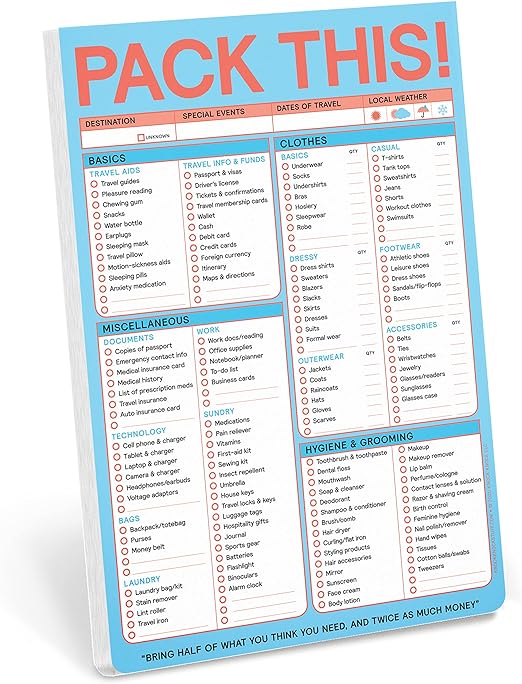 PACK THIS!
DESTINATION
UNKNOWN
SPECIAL EVENTS
DATES OF TRAVEL
LOCAL WEATHER
BASICS
TRAVEL AIDS
Travel guides
Pleasure reading
Chewing gum
Snacks
Water bottle
Earplugs
Sleeping mask
Travel pillow
Motion-sickness aids
Sleeping pills
Anxiety medication
TRAVEL INFO & FUNDS
Passport & visas
Driver's license
Tickets & confirmations
Travel membership cards
Wallet
Cash
Debit card
Credit cards
Foreign currency
Itinerary
Maps & directions
CLOTHES
BASICS QTY
Underwear
Socks
Undershirts
Bras
Hosiery
Sleepwear
Robe
DRESSY QTY
Dress shirts
Sweaters
Blazers
Slacks
Skirts
Dresses
Suits
Formal wear
OUTERWEAR QTY
Jackets
Coats
Raincoats
Hats
Gloves
Scarves
CASUAL QTY
T-shirts
Tank tops
Sweatshirts
Jeans
Shorts
Workout clothes
Swimsuits
FOOTWEAR QTY
Athletic shoes
Leisure shoes
Dress shoes
Sandals/flip-flops
Boots
ACCESSORIES QTY
Belts
Ties
Wristwatches
Jewelry
Glasses/readers
Sunglasses
Glasses case
MISCELLANEOUS
DOCUMENTS
Copies of passport
Emergency contact info
Medical insurance card
Medical history
List of prescription meds
Travel insurance
Auto insurance card
TECHNOLOGY
Cell phone & charger
Tablet & charger
Laptop & charger
Camera & charger
Headphones/earbuds
Voltage adaptors
BAGS
Backpack/totebag
Purses
Money belt
LAUNDRY
Laundry bag/kit
Stain remover
Lint roller
Travel iron
WORK
Work docs/reading
Office supplies
Notebook/planner
To-do list
Business cards
SUNDRY
Medications
Pain reliever
Vitamins
First-aid kit
Sewing kit
Insect repellent
Umbrella
House keys
Travel locks & keys
Luggage tags
Hospitality gifts
Journal
Sports gear
Batteries
Flashlight
Binoculars
Alarm clock
HYGIENE & GROOMING
Toothbrush & toothpaste
Dental floss
Mouthwash
Soap & cleanser
Deodorant
Shampoo & conditioner
Brush/comb
Hair dryer
Curling/flat iron
Styling products
Hair accessories
Mirror
Sunscreen
Face cream
Body lotion
Makeup
Makeup remover
Lip balm
Perfume/cologne
Contact lenses & solution
Razor & shaving cream
Birth control
Feminine hygiene
Nail polish/remover
Hand wipes
Tissues
Cotton balls/swabs
Tweezers
"BRING HALF OF WHAT YOU THINK YOU NEED, AND TWICE AS MUCH MONEY"